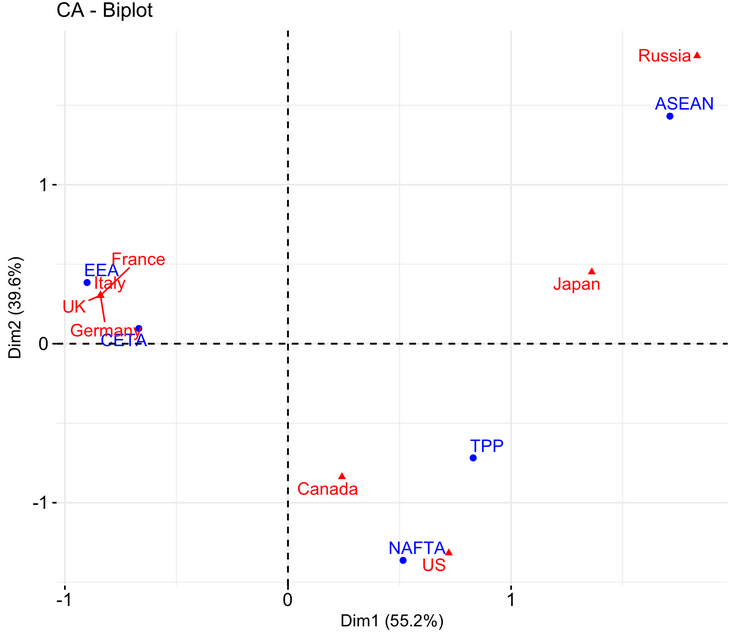 CA - Biplot
Russia
ASEAN
1
France
EEA
Italy
Japan
UK
Germany
CETA
0
TPP
Canada
-1
NAFTA
US
-1
0
1
Dim1 (55.2%)
Dim2 (39.6%)